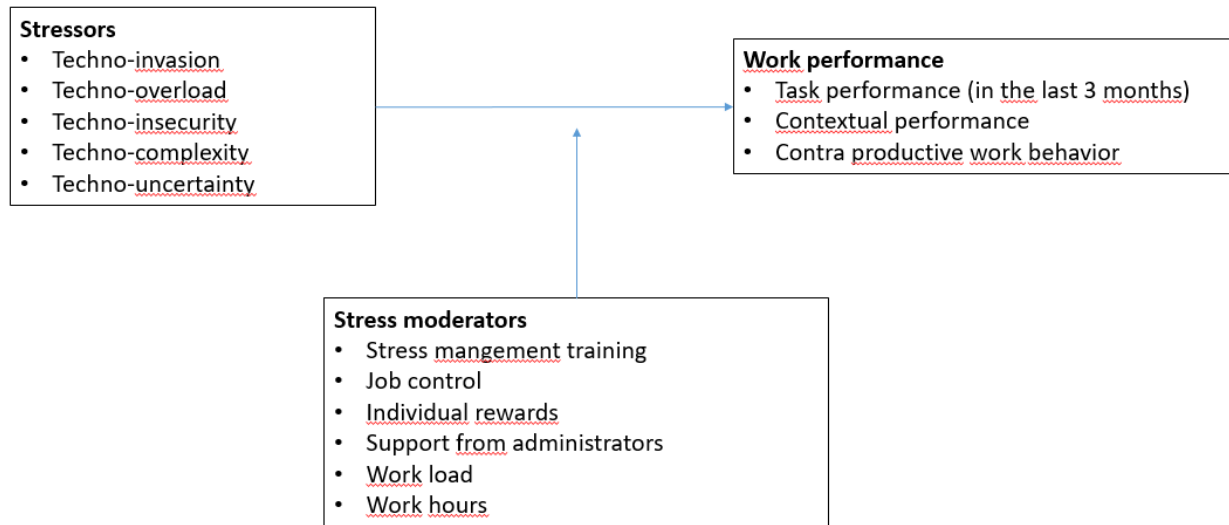 Stressors
• Techno-invasion
• Techno-overload
• Techno-insecurity
• Techno-complexity
• Techno-uncertainty
Work performance
• Task performance (in the last 3 months)
• Contextual performance
• Contra productive work behavior
Stress moderators
• Stress mangement training
• Job control
• Individual rewards
• Support from administrators
• Work load
• Work hours